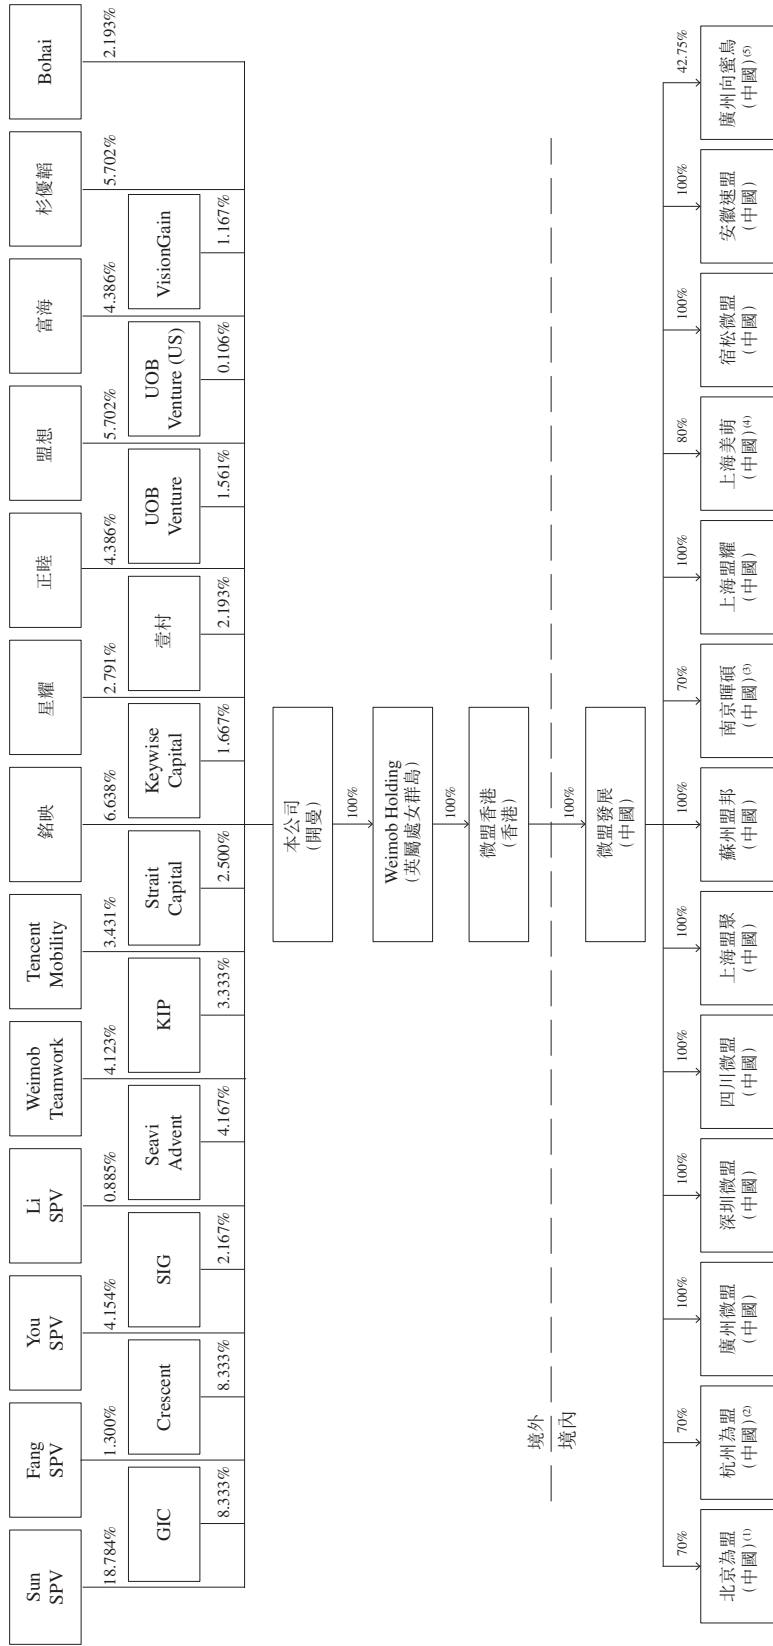 Sun
SPV
Fang
SPV
You
SPV
Li
SPV
Weimob
Teamwork
Tencent
Mobility
銘映
星耀
正睦
盟想
富海
杉優韜
Bohai
18.784%
1.300%
4.154%
0.885%
4.123%
3.431%
6.638%
2.791%
4.386%
5.702%
4.386%
5.702%
2.193%
GIC
Crescent
SIG
Seavi
Advent
KIP
Strait
Capital
Keywise
Capital
壹村
UOB
Venture
UOB
Venture (US)
VisionGain
8.333%
8.333%
2.167%
4.167%
3.333%
2.500%
1.667%
2.193%
1.561%
0.106%
1.167%
本公司
(開曼)
100%
Weimob Holding
(英屬處女群島)
100%
微盟香港
(香港)
境外
境內
100%
微盟發展
(中國)
70%
70%
100%
100%
100%
100%
100%
70%
100%
80%
100%
100%
42.75%
北京為盟
(中國)(1)
杭州為盟
(中國)(2)
廣州微盟
(中國)
深圳微盟
(中國)
四川微盟
(中國)
上海盟聚
(中國)
蘇州盟邦
(中國)
南京暉碩
(中國)(3)
上海盟耀
(中國)
上海美萌
(中國)(4)
宿松微盟
(中國)
安徽速盟
(中國)
廣州向蜜鳥
(中國)(5)